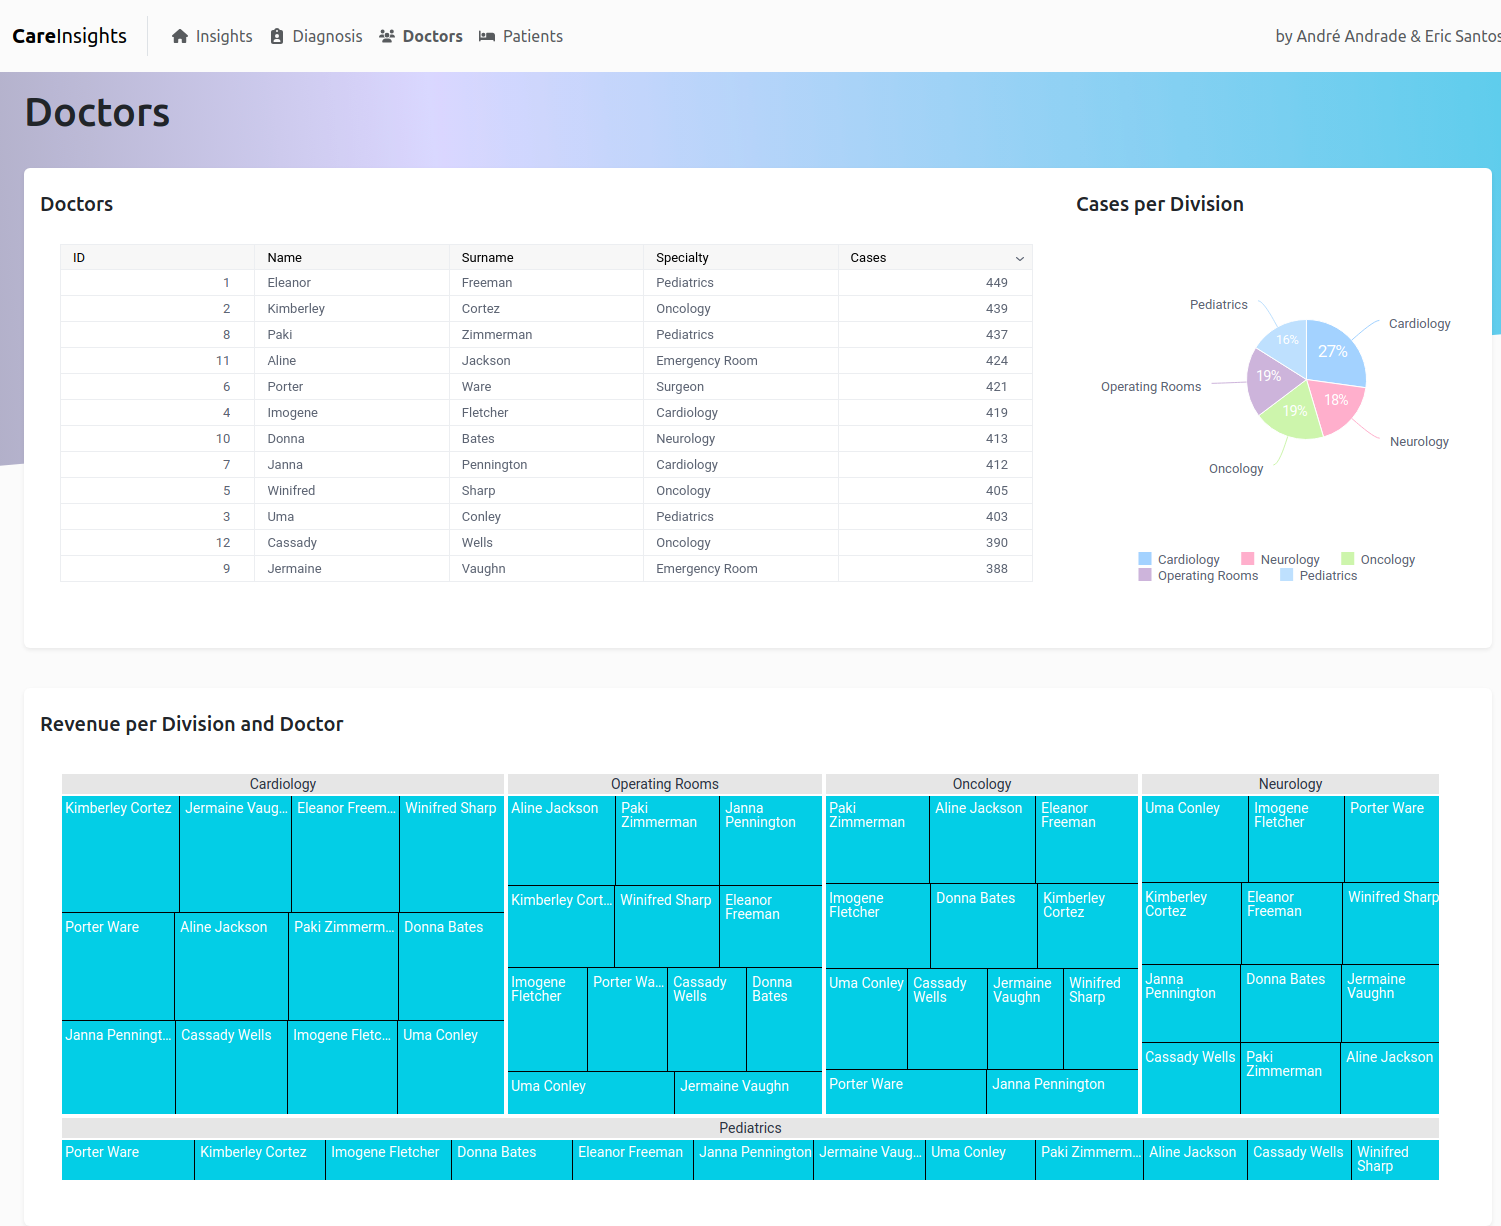 CareInsights Insights Diagnosis Doctors Patients by André Andrade & Eric Santos
Doctors
Doctors
ID Name Surname Specialty Cases
1 Eleanor Freeman Pediatrics 449
2 Kimberley Cortez Oncology 439
8 Paki Zimmerman Pediatrics 437
11 Aline Jackson Emergency Room 424
6 Porter Ware Surgeon 421
4 Imogene Fletcher Cardiology 419
10 Donna Bates Neurology 413
7 Janna Pennington Cardiology 412
5 Winifred Sharp Oncology 405
3 Uma Conley Pediatrics 403
12 Cassady Wells Oncology 390
9 Jermaine Vaughn Emergency Room 388
Cases per Division
Pediatrics
Cardiology
16%
27%
Operating Rooms
19%
18%
19%
Neurology
Oncology
Cardiology Neurology Oncology
Operating Rooms Pediatrics
Revenue per Division and Doctor
Cardiology
Kimberley Cortez
Jermaine Vaug...
Eleanor Freem...
Winifred Sharp
Porter Ware
Aline Jackson
Paki Zimmerm...
Donna Bates
Janna Penningt...
Cassady Wells
Imogene Fletc...
Uma Conley
Operating Rooms
Aline Jackson
Paki
Zimmerman
Janna
Pennington
Kimberley Cort...
Winifred Sharp
Eleanor
Freeman
Imogene
Fletcher
Porter Wa...
Cassady
Wells
Donna
Bates
Uma Conley
Jermaine Vaughn
Oncology
Paki
Zimmerman
Aline Jackson
Eleanor
Freeman
Imogene
Fletcher
Donna Bates
Kimberley
Cortez
Uma Conley
Cassady
Wells
Jermaine
Vaughn
Winifred
Sharp
Porter Ware
Janna Pennington
Neurology
Uma Conley
Imogene
Fletcher
Porter Ware
Kimberley
Cortez
Eleanor
Freeman
Winifred Sharp
Janna
Pennington
Donna Bates
Jermaine
Vaughn
Cassady Wells
Paki
Zimmerman
Aline Jackson
Pediatrics
Porter Ware
Kimberley Cortez
Imogene Fletcher
Donna Bates
Eleanor Freeman
Janna Pennington
Jermaine Vaug...
Uma Conley
Paki Zimmerm...
Aline Jackson
Cassady Wells
Winifred
Sharp